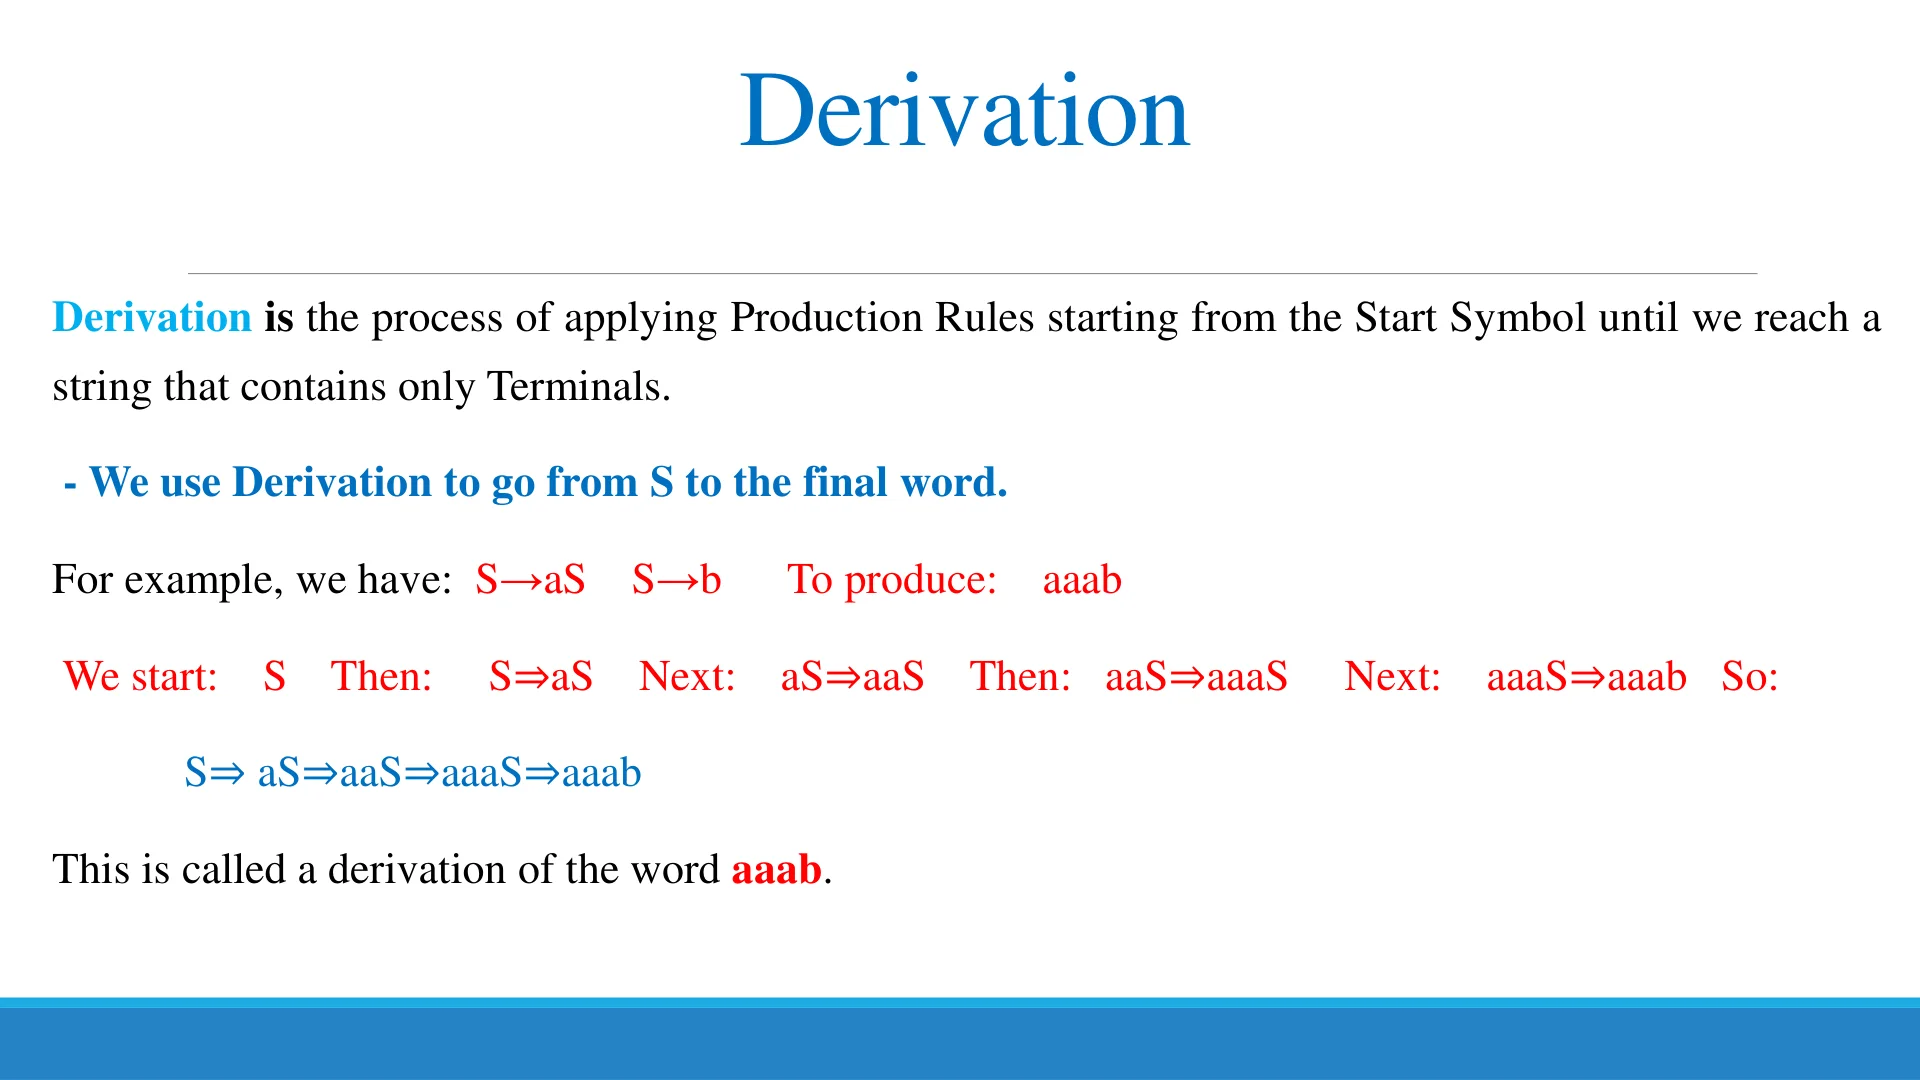 Derivation
Derivation is the process of applying Production Rules starting from the Start Symbol until we reach a
string that contains only Terminals.
- We use Derivation to go from S to the final word.
For example, we have: S→aS S→b To produce: aaab
We start: S Then: S⇒aS Next: aS⇒aaS Then: aaS⇒aaaS Next: aaaS⇒aaab So:
S⇒ aS⇒aaS⇒aaaS⇒aaab
This is called a derivation of the word aaab.